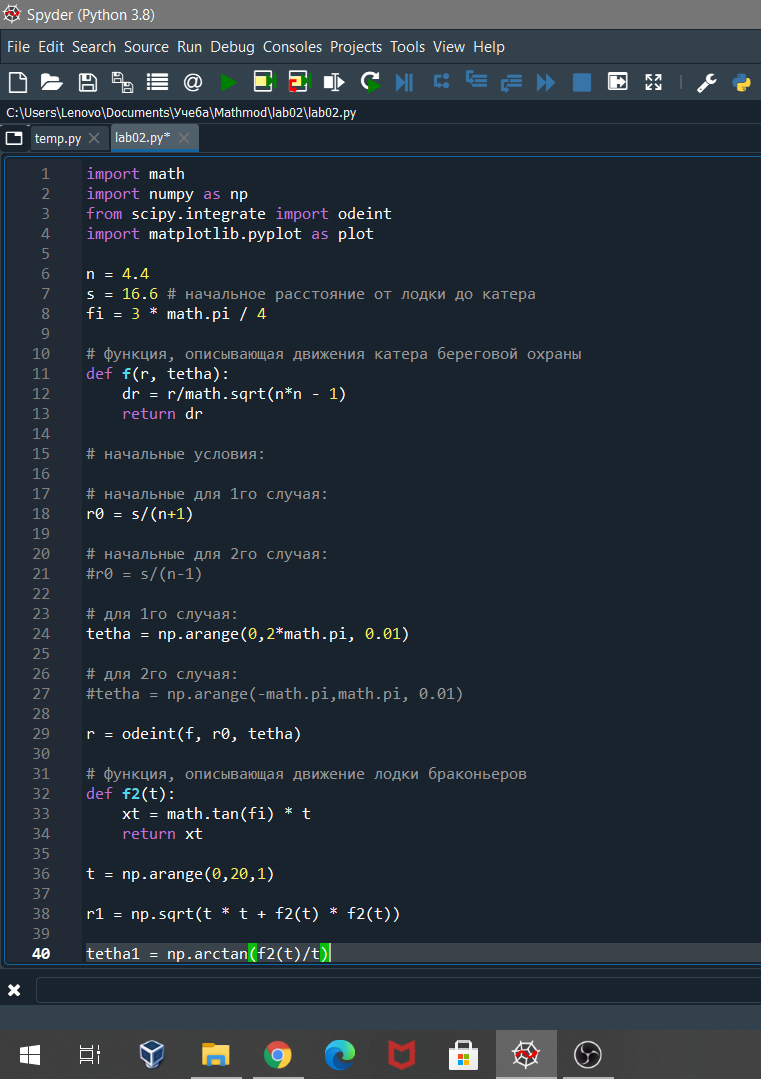 Spyder (Python 3.8)
File Edit Search Source Run Debug Consoles Projects Tools View Help
C:\Users\Lenovo\Documents\Учеба\Mathmod\lab02\lab02.py
temp.py lab02.py*
1 import math
2 import numpy as np
3 from scipy.integrate import odeint
4 import matplotlib.pyplot as plot
5
6 n = 4.4
7 s = 16.6 # начальное расстояние от лодки до катера
8 fi = 3 * math.pi / 4
9
10 # функция, описывающая движения катера береговой охраны
11 def f(r, tetha):
12 dr = r/math.sqrt(n*n - 1)
13 return dr
14
15 # начальные условия:
16
17 # начальные для 1го случая:
18 r0 = s/(n+1)
19
20 # начальные для 2го случая:
21 #r0 = s/(n-1)
22
23 # для 1го случая:
24 tetha = np.arange(0,2*math.pi, 0.01)
25
26 # для 2го случая:
27 #tetha = np.arange(-math.pi,math.pi, 0.01)
28
29 r = odeint(f, r0, tetha)
30
31 # функция, описывающая движение лодки браконьеров
32 def f2(t):
33 xt = math.tan(fi) * t
34 return xt
35
36 t = np.arange(0,20,1)
37
38 r1 = np.sqrt(t * t + f2(t) * f2(t))
39
40 tetha1 = np.arctan(f2(t)/t)